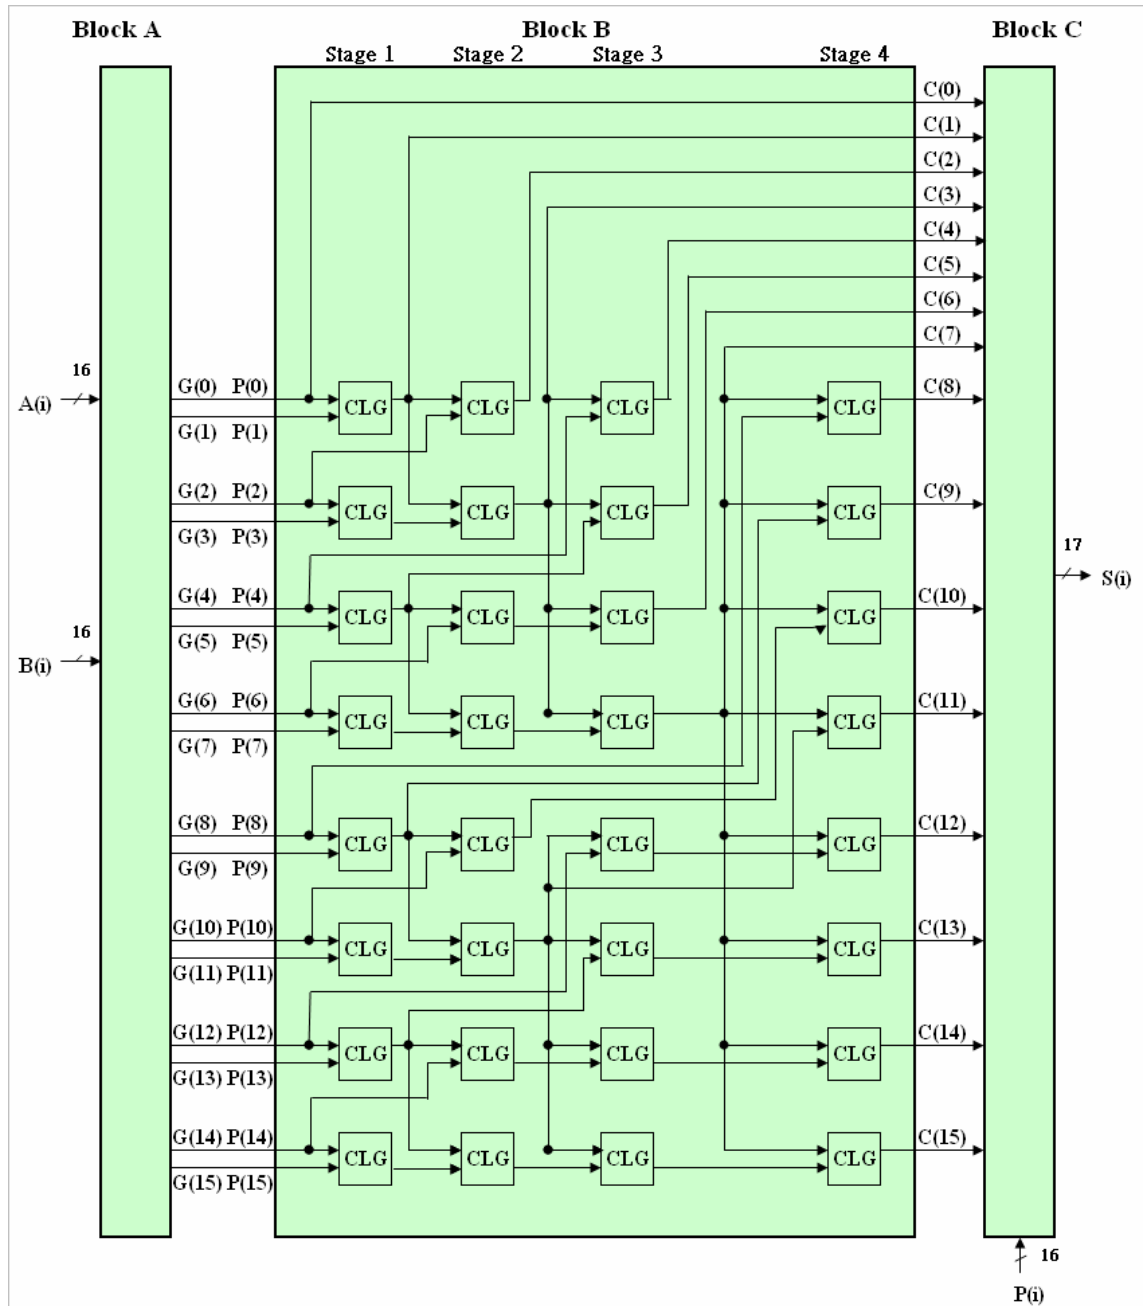 Block A Block B Block C
Stage 1 Stage 2 Stage 3 Stage 4
C(0)
C(1)
C(2)
C(3)
C(4)
C(5)
C(6)
C(7)
16 G(0) P(0) CLG CLG CLG CLG C(8)
A(i)
G(1) P(1)
G(2) P(2) CLG CLG CLG CLG C(9)
G(3) P(3)
17
S(i)
G(4) P(4) CLG CLG CLG CLG C(10)
16 G(5) P(5)
B(i)
G(6) P(6) CLG CLG CLG CLG C(11)
G(7) P(7)
G(8) P(8) CLG CLG CLG CLG C(12)
G(9) P(9)
G(10) P(10) CLG CLG CLG CLG C(13)
G(11) P(11)
G(12) P(12) CLG CLG CLG CLG C(14)
G(13) P(13)
G(14) P(14) CLG CLG CLG CLG C(15)
G(15) P(15)
16
P(i)